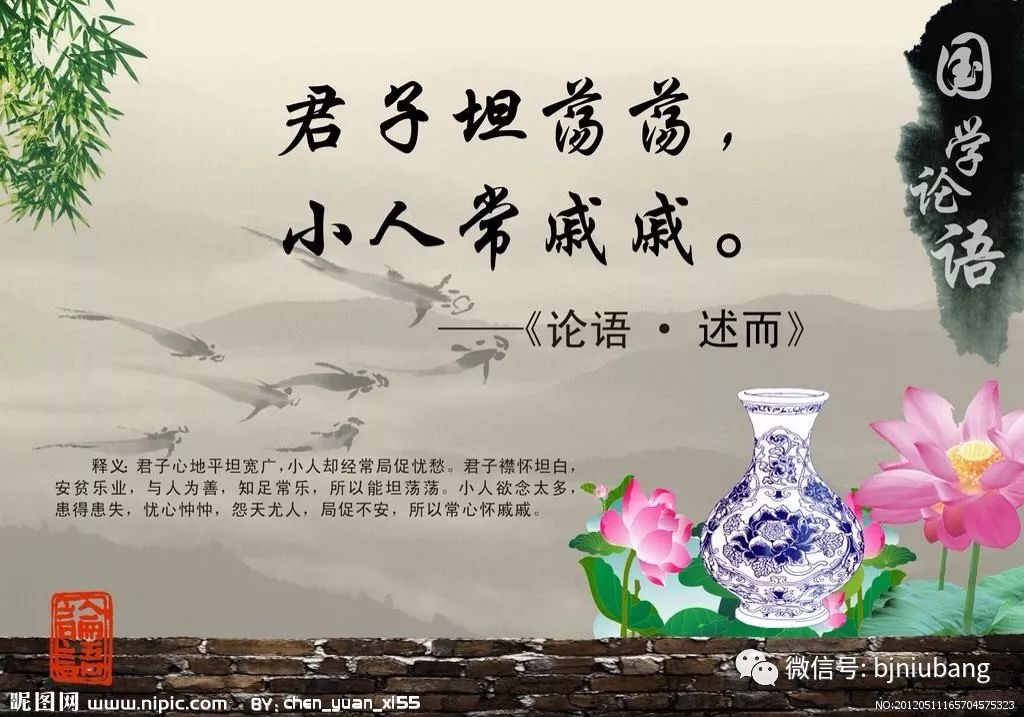 君子坦荡荡，
小人常戚戚。
——《论语·述而》
国学论语
释义：君子心地平坦宽广，小人却经常局促忧愁。君子襟怀坦白，
安贫乐业，与人为善，知足常乐，所以能坦荡荡。小人欲念太多，
患得患失，忧心忡忡，怨天尤人，局促不安，所以常心怀戚戚。
論語
微信号: bjniubang
昵图网 www.nipic.com BY: chen_yuan_xl55
NO:20120511165704575323